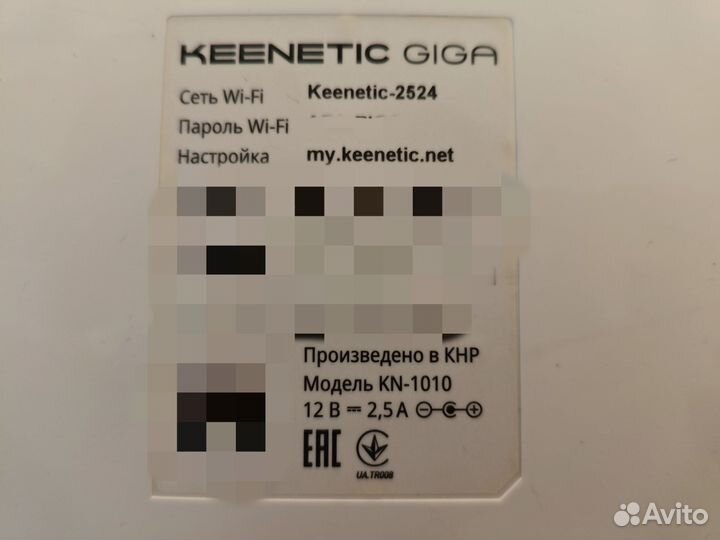 KEENETIC GIGA
Сеть Wi-Fi Keenetic-2524
Пароль Wi-Fi
Настройка my.keenetic.net
Произведено в КНР
Модель KN-1010
12 В 2,5 А
EAC
UA.TR008
Avito